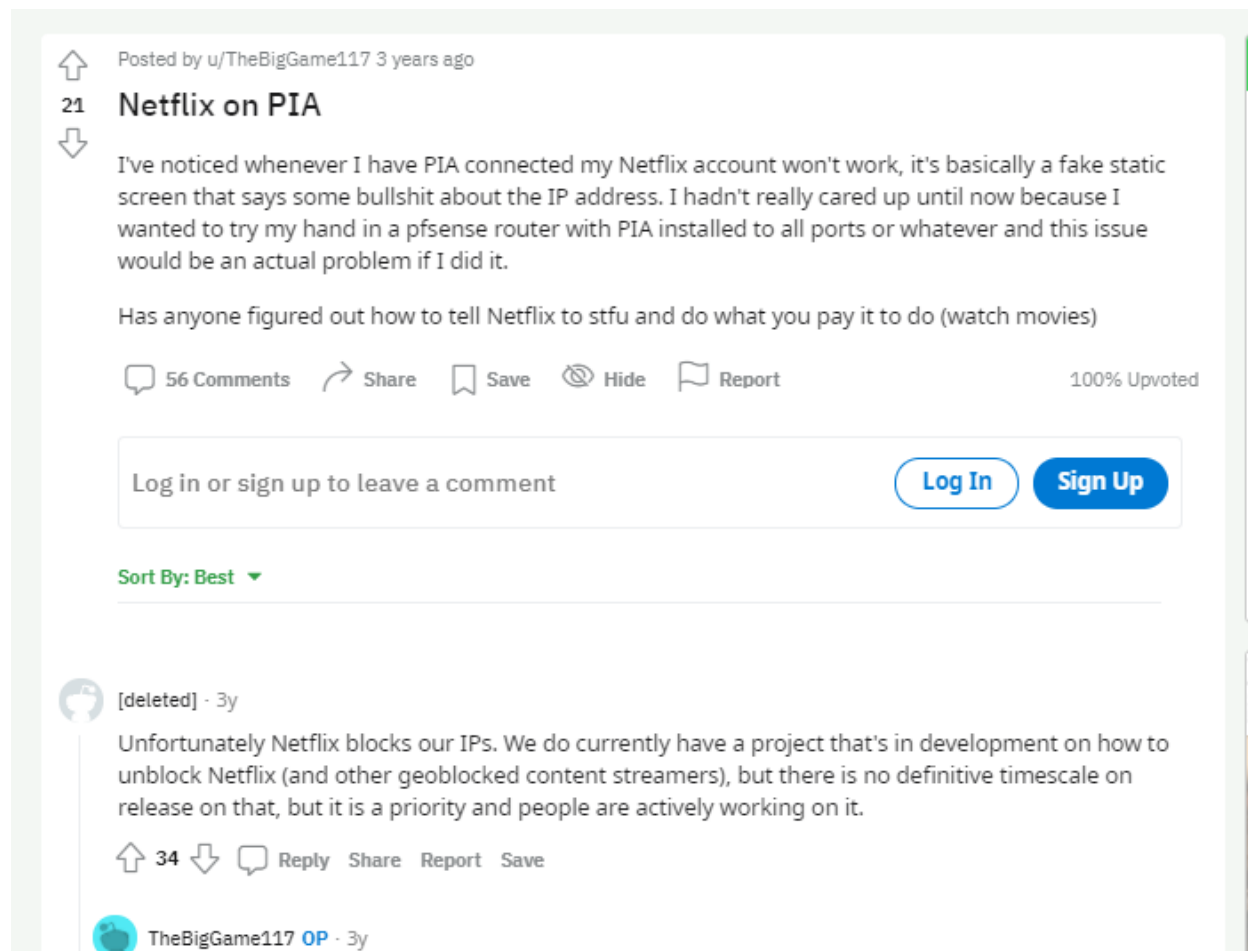 Posted by u/TheBigGame117 3 years ago
21
Netflix on PIA
I've noticed whenever I have PIA connected my Netflix account won't work, it's basically a fake static
screen that says some bullshit about the IP address. I hadn't really cared up until now because I
wanted to try my hand in a pfsense router with PIA installed to all ports or whatever and this issue
would be an actual problem if I did it.
Has anyone figured out how to tell Netflix to stfu and do what you pay it to do (watch movies)
56 Comments Share Save Hide Report 100% Upvoted
Log in or sign up to leave a comment Log In Sign Up
Sort By: Best
[deleted] · 3y
Unfortunately Netflix blocks our IPs. We do currently have a project that's in development on how to
unblock Netflix (and other geoblocked content streamers), but there is no definitive timescale on
release on that, but it is a priority and people are actively working on it.
34 Reply Share Report Save
TheBigGame117 OP · 3y